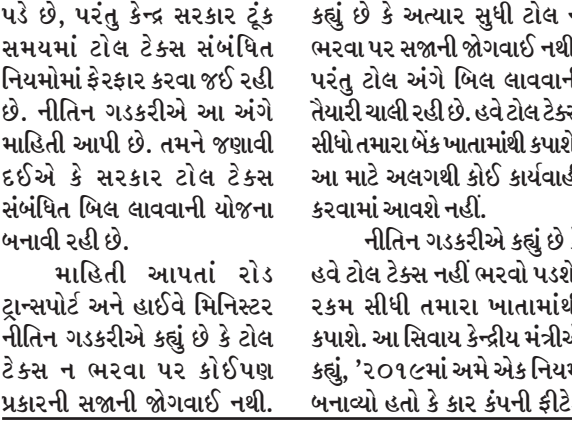 પડે છે, પરંતુ કેન્દ્ર સરકાર ટૂંક
સમયમાં ટોલ ટેક્સ સંબંધિત
નિયમોમાં ફેરફાર કરવા જઈ રહી
છે. નીતિન ગડકરીએ આ અંગે
માહિતી આપી છે. તમને જણાવી
દઈએ કે સરકાર ટોલ ટેક્સ
સંબંધિત બિલ લાવવાની યોજના
બનાવી રહી છે.
માહિતી આપતાં રોડ
ટ્રાન્સપોર્ટ અને હાઈવે મિનિસ્ટર
નીતિન ગડકરીએ કહ્યું છે કે ટોલ
ટેક્સ ન ભરવા પર કોઈપણ
પ્રકારની સજાની જોગવાઈ નથી.
કહ્યું છે કે અત્યાર સુધી ટોલ ન
ભરવા પર સજાની જોગવાઈ નથી
પરંતુ ટોલ અંગે બિલ લાવવાની
તૈયારી ચાલી રહી છે. હવે ટોલ ટેક્સ
સીધો તમારા બેંક ખાતામાંથી કપાશે
આ માટે અલગથી કોઈ કાર્યવાહી
કરવામાં આવશે નહીં.
નીતિન ગડકરીએ કહ્યું છે
હવે ટોલ ટેક્સ નહીં ભરવો પડશે
રકમ સીધી તમારા ખાતામાંથી
કપાશે. આ સિવાય કેન્દ્રીય મંત્રીએ
કહ્યું, '૨૦૧૯માં અમે એક નિયમ
બનાવ્યો હતો કે કાર કંપની ફીટે